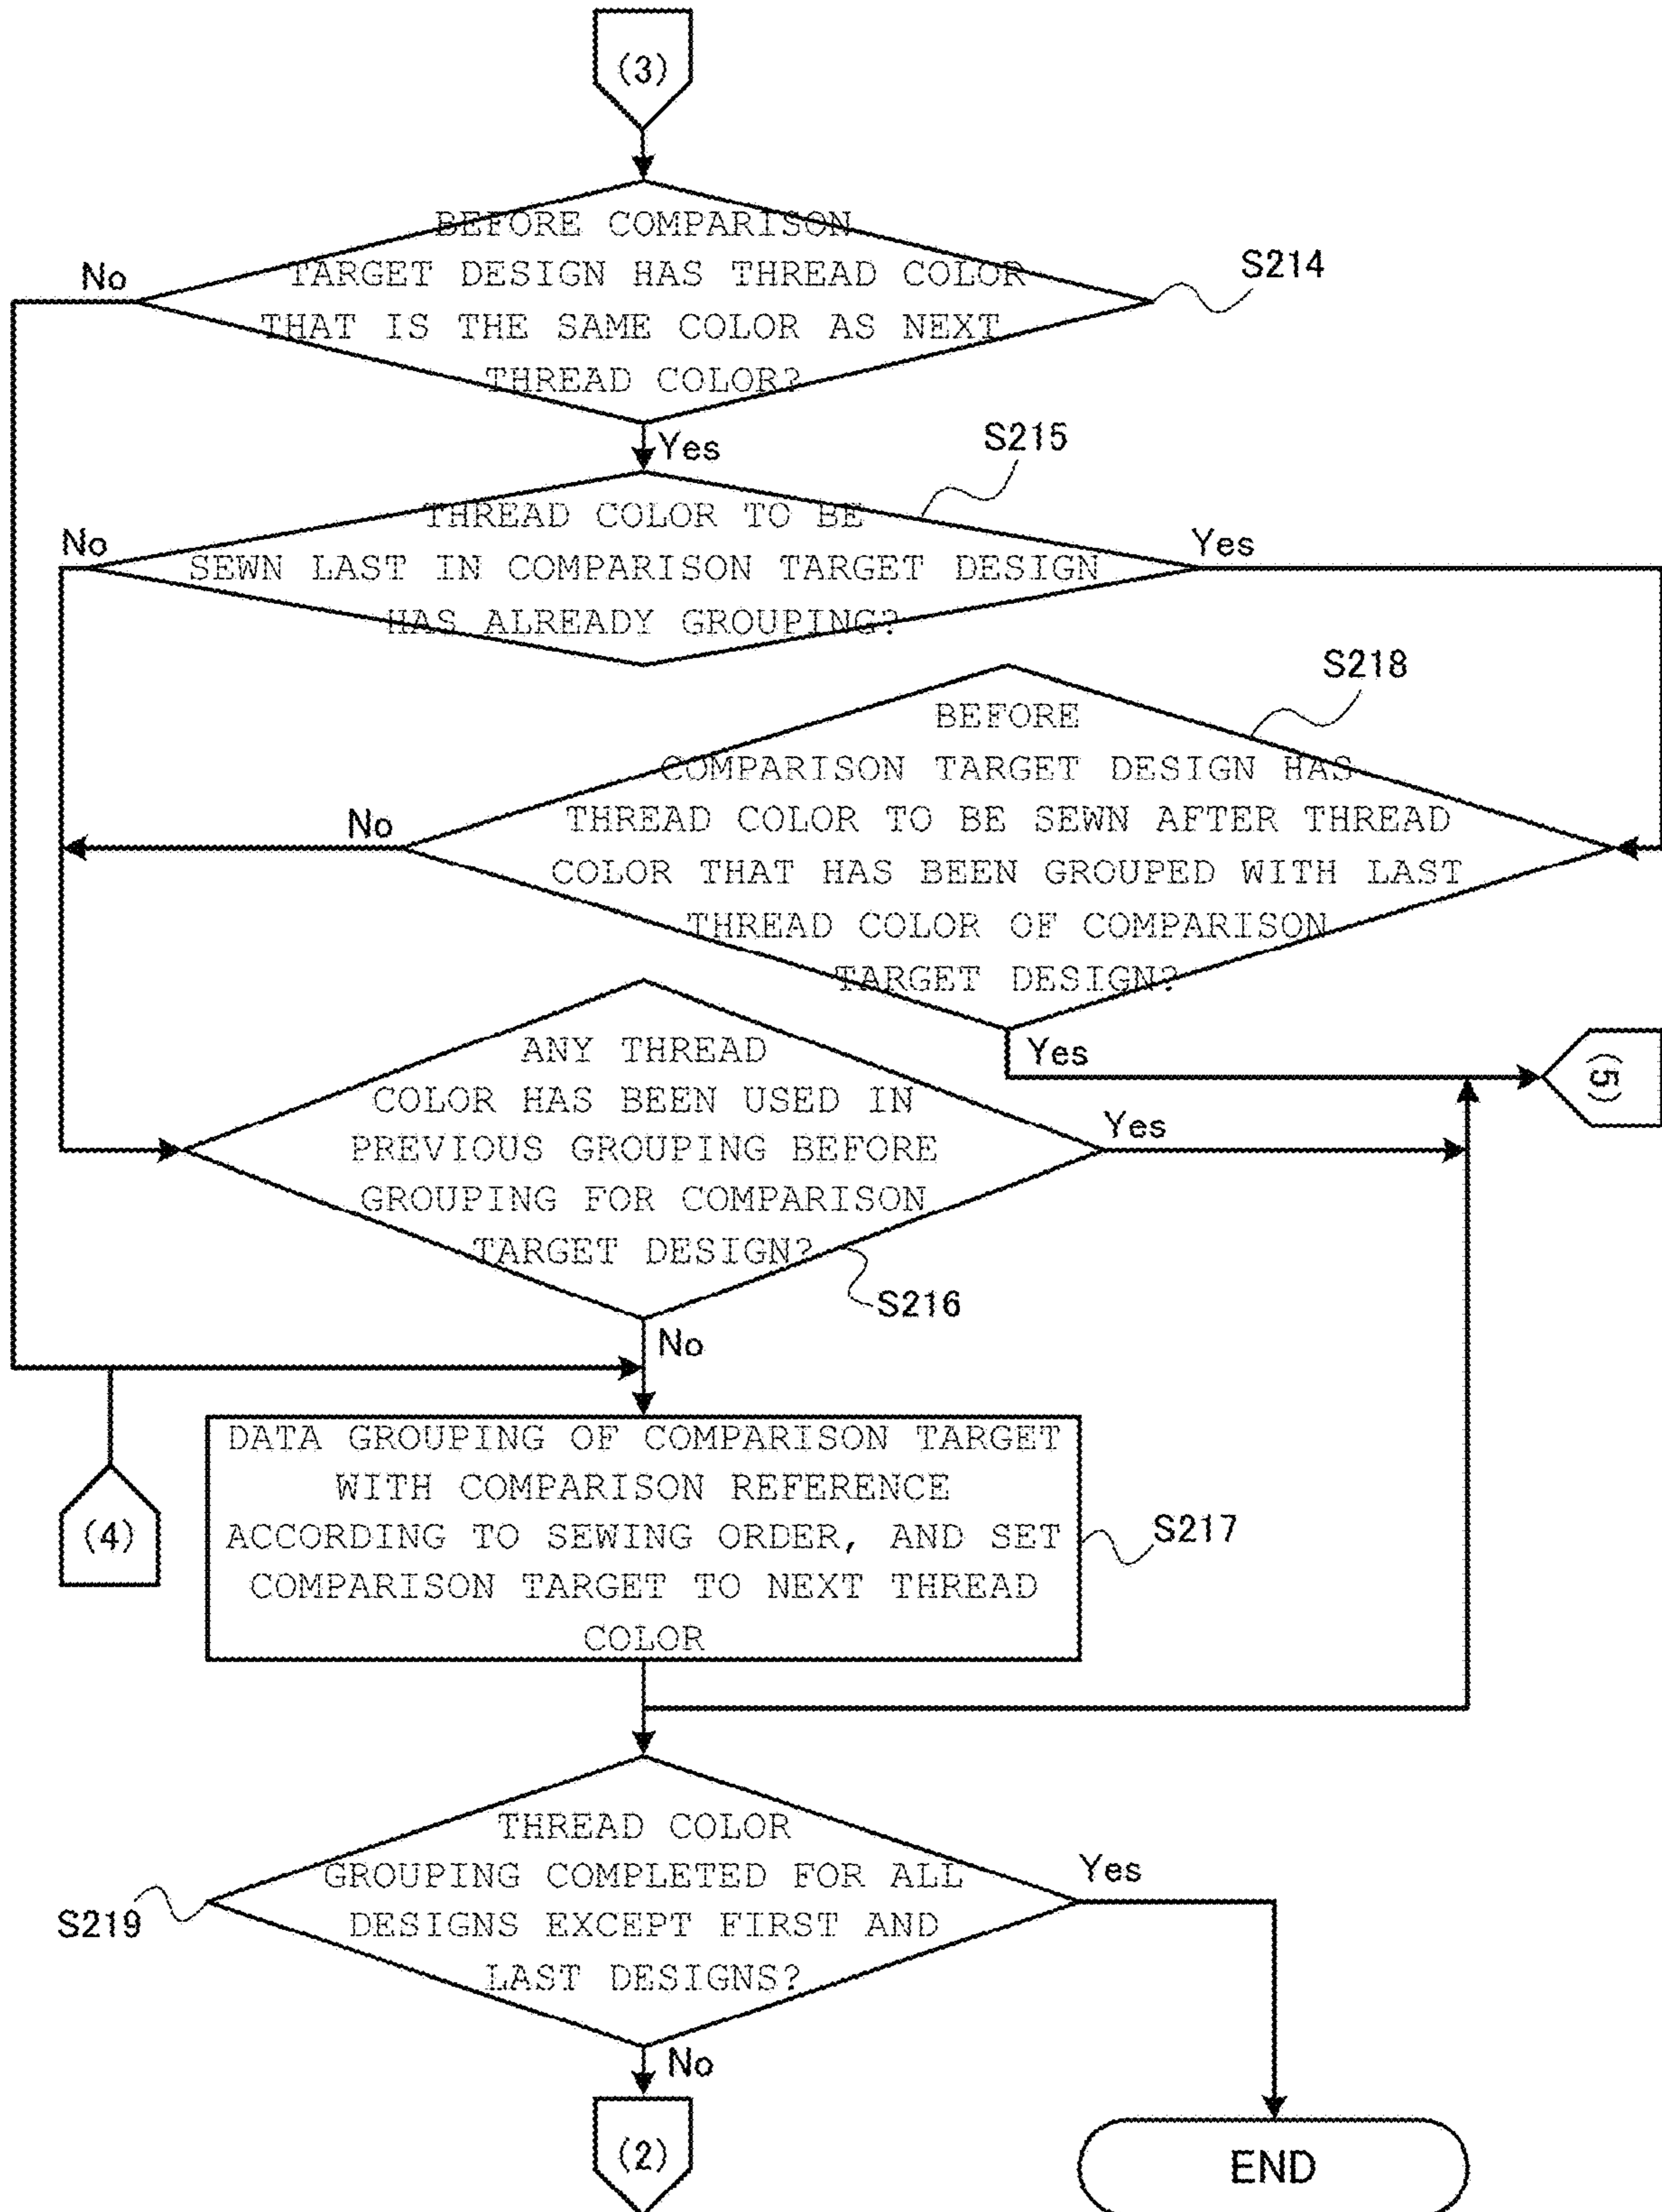 (3)
BEFORE COMPARISON
TARGET DESIGN HAS THREAD COLOR
THAT IS THE SAME COLOR AS NEXT
THREAD COLOR?
No
S214
Yes
S215
THREAD COLOR TO BE
SEWN LAST IN COMPARISON TARGET DESIGN
HAS ALREADY GROUPING?
No
Yes
S218
BEFORE
COMPARISON TARGET DESIGN HAS
THREAD COLOR TO BE SEWN AFTER THREAD
COLOR THAT HAS BEEN GROUPED WITH LAST
THREAD COLOR OF COMPARISON
TARGET DESIGN?
No
Yes
(5)
ANY THREAD
COLOR HAS BEEN USED IN
PREVIOUS GROUPING BEFORE
GROUPING FOR COMPARISON
TARGET DESIGN?
Yes
S216
No
(4)
DATA GROUPING OF COMPARISON TARGET
WITH COMPARISON REFERENCE
ACCORDING TO SEWING ORDER, AND SET
COMPARISON TARGET TO NEXT THREAD
COLOR
S217
THREAD COLOR
GROUPING COMPLETED FOR ALL
DESIGNS EXCEPT FIRST AND
LAST DESIGNS?
Yes
S219
No
(2)
END